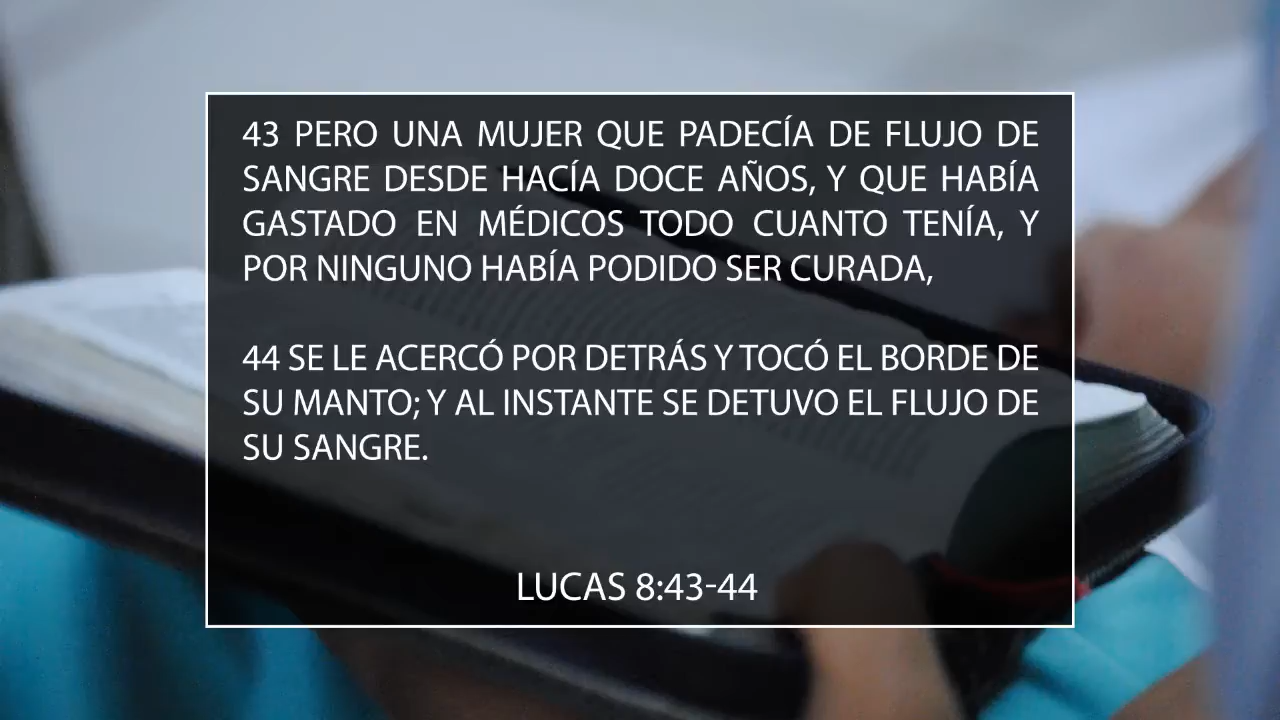 43 PERO UNA MUJER QUE PADECÍA DE FLUJO DE
SANGRE DESDE HACÍA DOCE AÑOS, Y QUE HABÍA
GASTADO EN MÉDICOS TODO CUANTO TENÍA, Y
POR NINGUNO HABÍA PODIDO SER CURADA,
44 SE LE ACERCÓ POR DETRÁS Y TOCÓ EL BORDE DE
SU MANTO; Y AL INSTANTE SE DETUVO EL FLUJO DE
SU SANGRE.
LUCAS 8:43-44